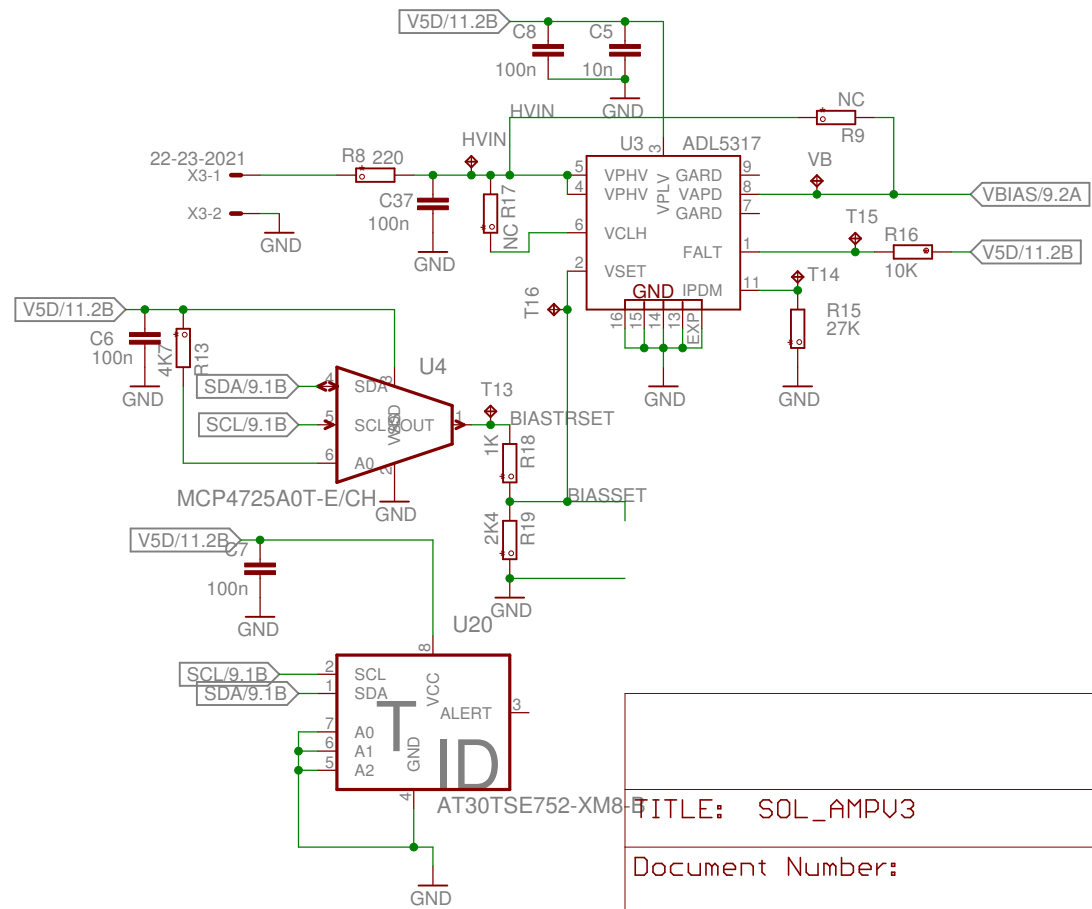 V5D/11.2B
C8
C5
100n
10n
GND
HVIN
NC
R9
HVIN
U3
ADL5317
3
22-23-2021
R8 220
X3-1
5
VPHV
4
VPHV
VPLV
GARD
9
VAPD
8
GARD
7
VB
VBIAS/9.2A
C37
100n
NC R17
X3-2
GND
GND
6
VCLH
FALT
1
T15
R16
10K
V5D/11.2B
2
VSET
T16
GND
IPDM
11
T14
R15
27K
16
15
14
13
EXP
GND
GND
V5D/11.2B
C6
100n
4K7
R13
GND
U4
SDA/9.1B
4
SDA
3
SCL/9.1B
5
SCL
OUT
1
T13
BIASTRSET
6
A0
2
1K
R18
MCP4725A0T-E/CH
GND
BIASSET
2K4
R19
GND
V5D/11.2B
C7
100n
GND
U20
8
SCL/9.1B
2
SCL
SDA/9.1B
1
SDA
VCC
ALERT
3
T
ID
7
A0
6
A1
5
A2
GND
4
AT30TSE752-XM8-B
GND
TITLE: SOL_AMPV3
Document Number: